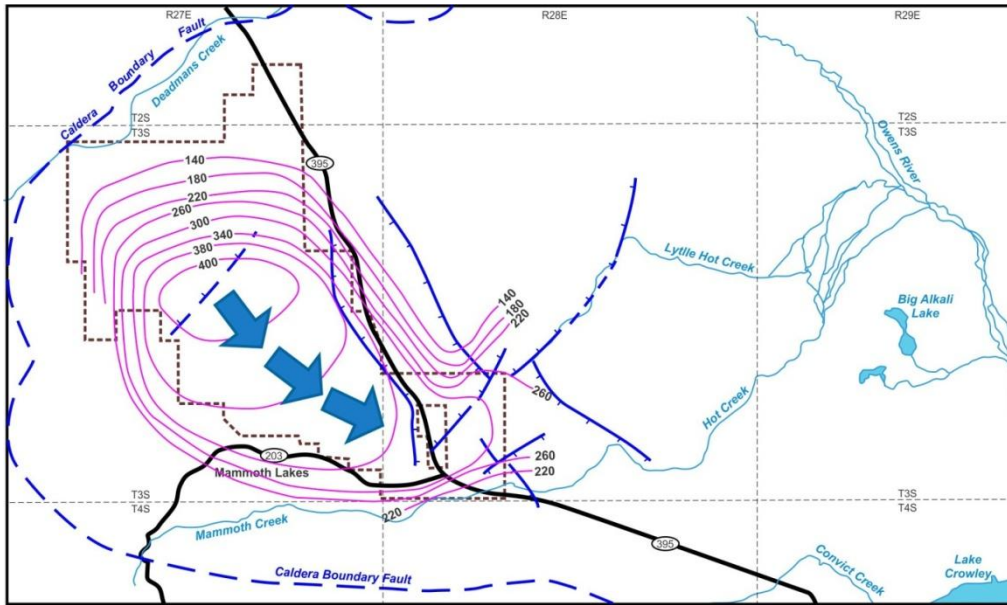 R27E
R28E
R29E
Caldera Boundary Fault
Deadmans Creek
T2S
T3S
T2S
T3S
395
Owens River
140
180
220
260
300
340
380
400
Lytlle Hot Creek
140
180
220
Big Alkali
Lake
260
Hot Creek
203
Mammoth Lakes
260
220
T3S
T4S
220
T3S
T4S
Mammoth Creek
395
Convict Creek
Caldera Boundary Fault
Lake
Crowley